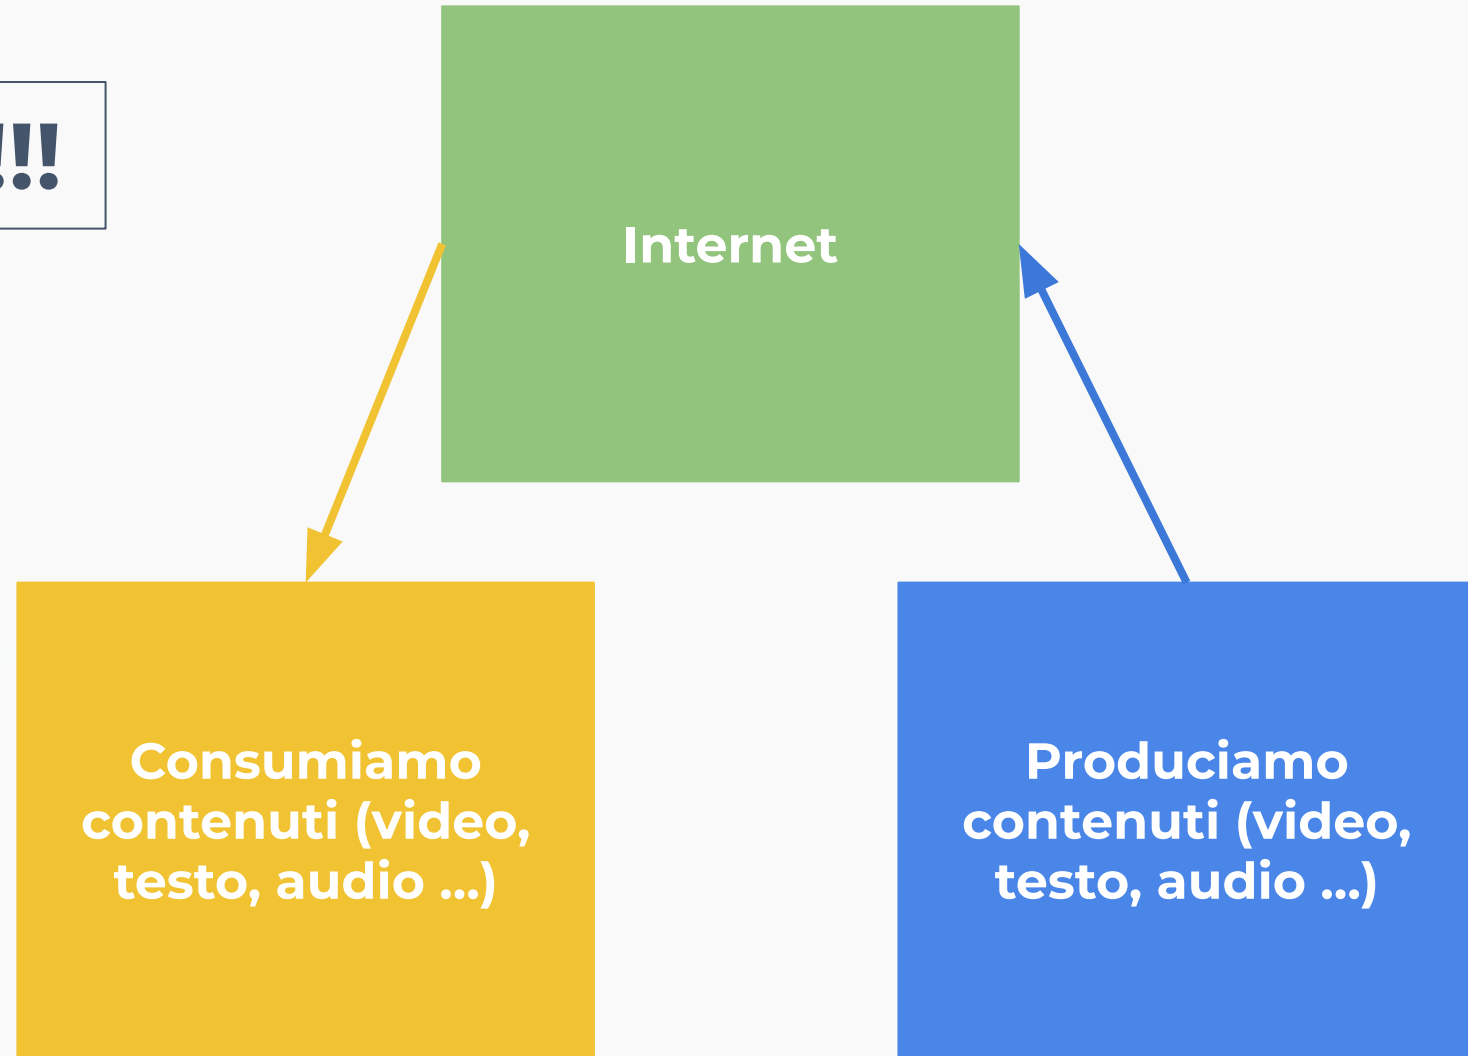 !!!
Internet
Consumiamo
contenuti (video,
testo, audio ...)
Produciamo
contenuti (video,
testo, audio ...)